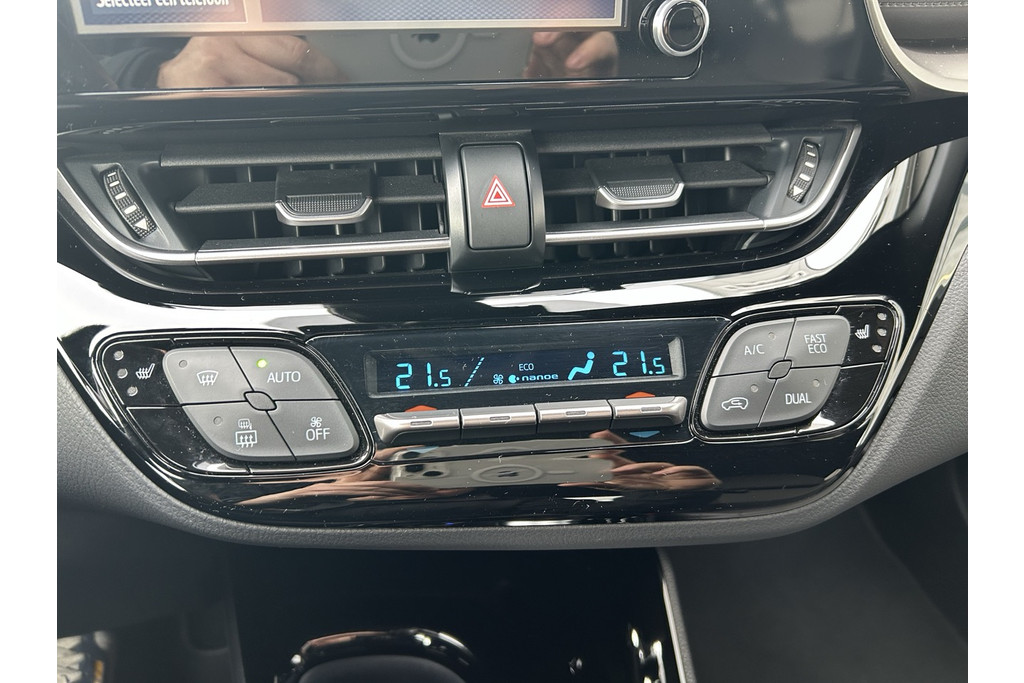 Selecteer een telefoon
AUTO
OFF
21.5
ECO
nanoe
21.5
A/C
FAST
ECO
DUAL